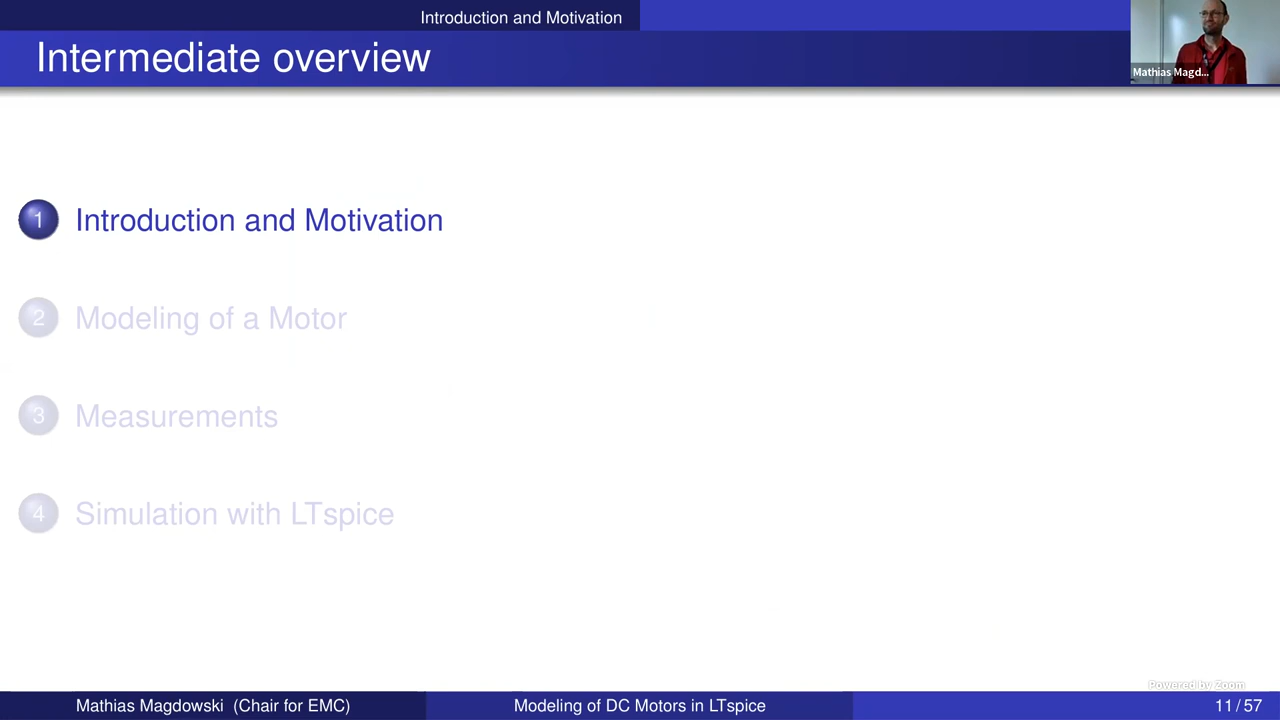 Introduction and Motivation
Intermediate overview
Mathias Magd...
1 Introduction and Motivation
2 Modeling of a Motor
3 Measurements
4 Simulation with LTspice
Powered by Zoom
Mathias Magdowski (Chair for EMC) Modeling of DC Motors in LTspice 11 / 57